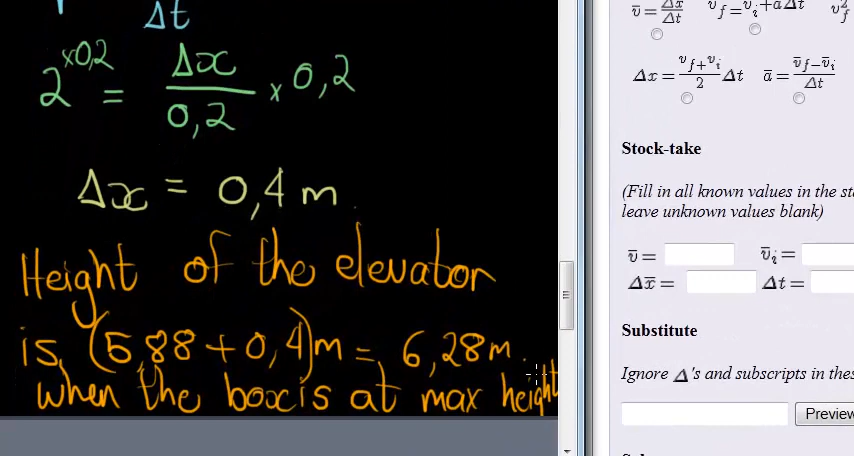 Δt
2 ×0,2 = Δx / 0,2 × 0,2
Δx = 0,4 m.
Height of the elevator
is (5,88 + 0,4)m = 6,28m.
when the box is at max height
v̄ = Δx / Δt
v_f = v_i + aΔt
v_f^2
Δx = (v_f + v_i) / 2 Δt
ā = (v̄_f − v̄_i) / Δt
Stock-take
(Fill in all known values in the st
leave unknown values blank)
v̄ = v̄_i =
Δx̄ = Δt =
Substitute
Ignore Δ's and subscripts in thes
Preview